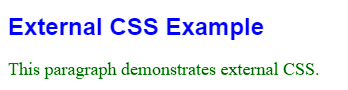 External CSS Example
This paragraph demonstrates external CSS.